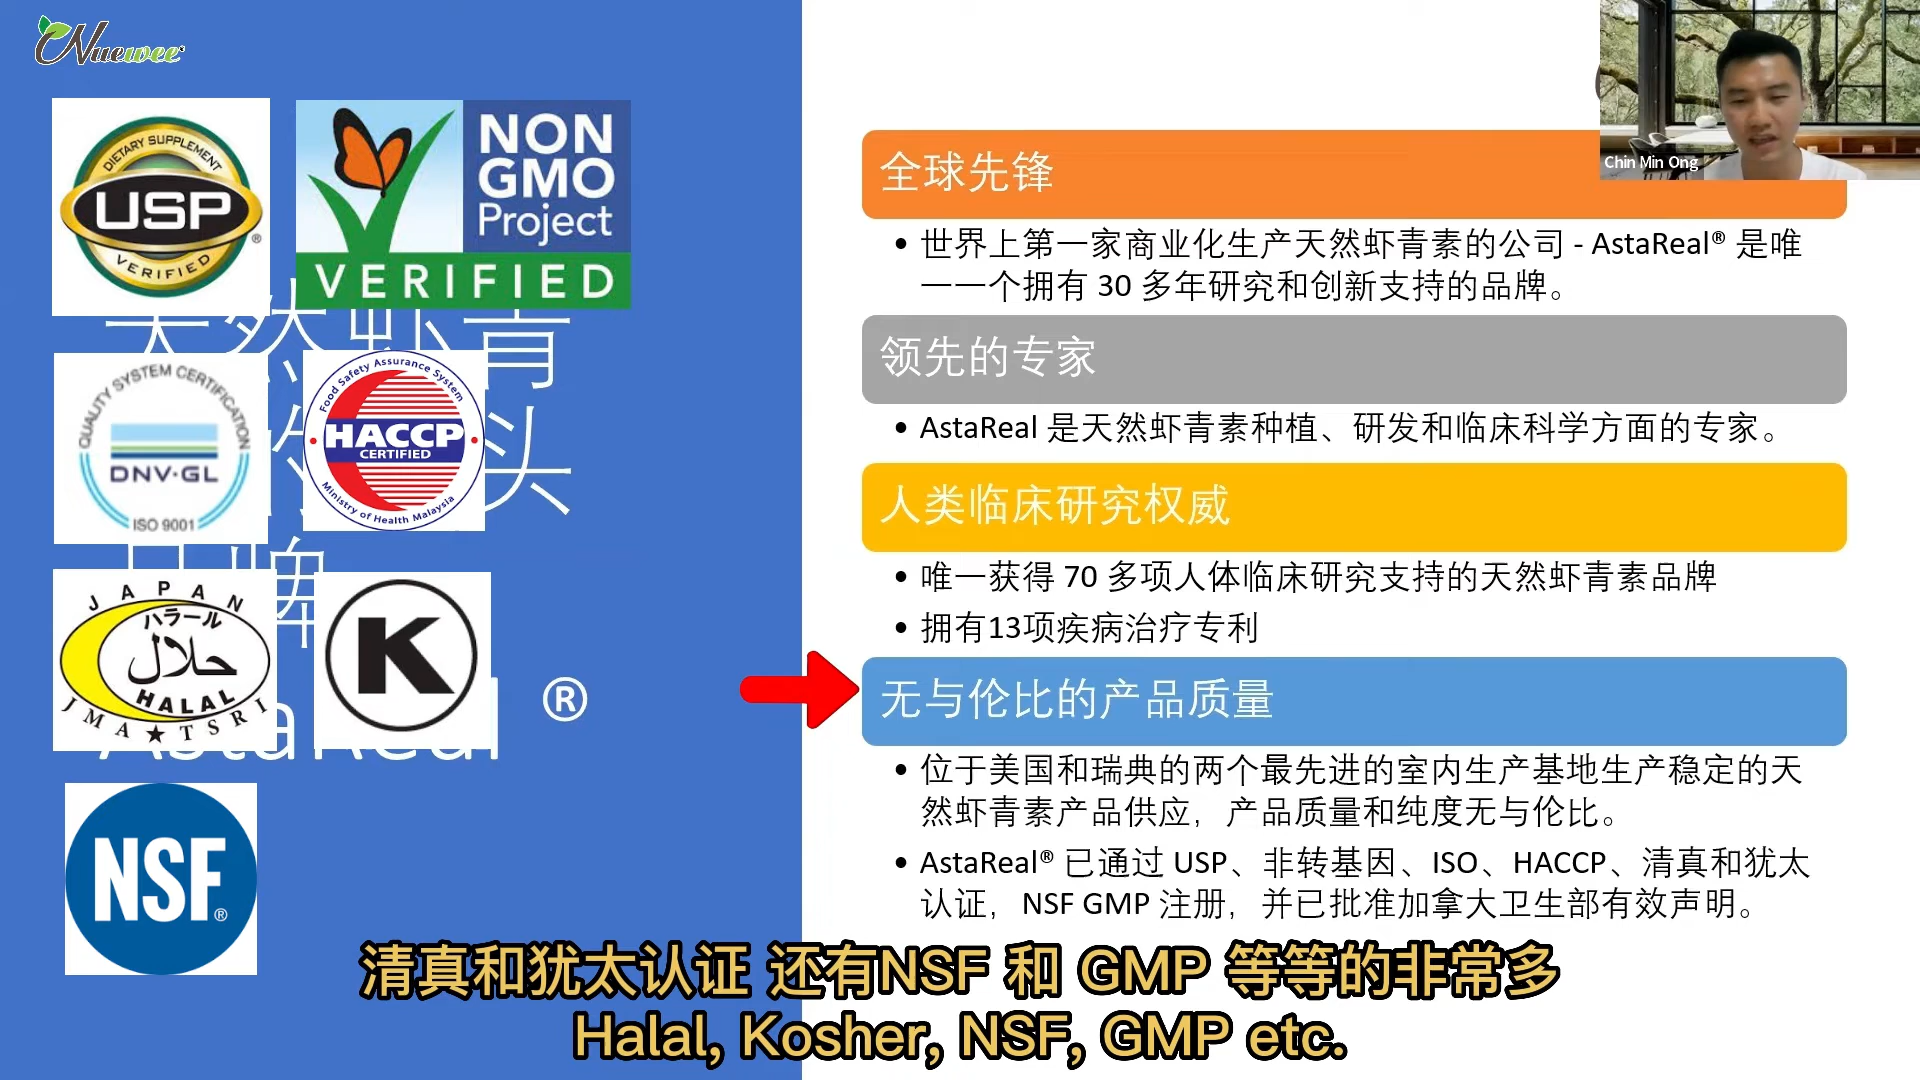 Nuewee
DIETARY SUPPLEMENT
USP
®
VERIFIED
NON
GMO
Project
VERIFIED
天然虾青
头
QUALITY SYSTEM CERTIFICATION
DNV·GL
ISO 9001
Food Safety Assurance System
HACCP
CERTIFIED
Ministry of Health Malaysia
品牌
JAPAN
ハラール
حلال
HALAL
JMA★TSRI
K
AstaReal ®
NSF®
Chin Min Ong
全球先锋
• 世界上第一家商业化生产天然虾青素的公司 - AstaReal® 是唯
一一个拥有 30 多年研究和创新支持的品牌。
领先的专家
• AstaReal 是天然虾青素种植、研发和临床科学方面的专家。
人类临床研究权威
• 唯一获得 70 多项人体临床研究支持的天然虾青素品牌
• 拥有13项疾病治疗专利
无与伦比的产品质量
• 位于美国和瑞典的两个最先进的室内生产基地生产稳定的天
然虾青素产品供应，产品质量和纯度无与伦比。
• AstaReal® 已通过 USP、非转基因、ISO、HACCP、清真和犹太
认证，NSF GMP 注册，并已批准加拿大卫生部有效声明。
清真和犹太认证 还有NSF 和 GMP 等等的非常多
Halal, Kosher, NSF, GMP etc.